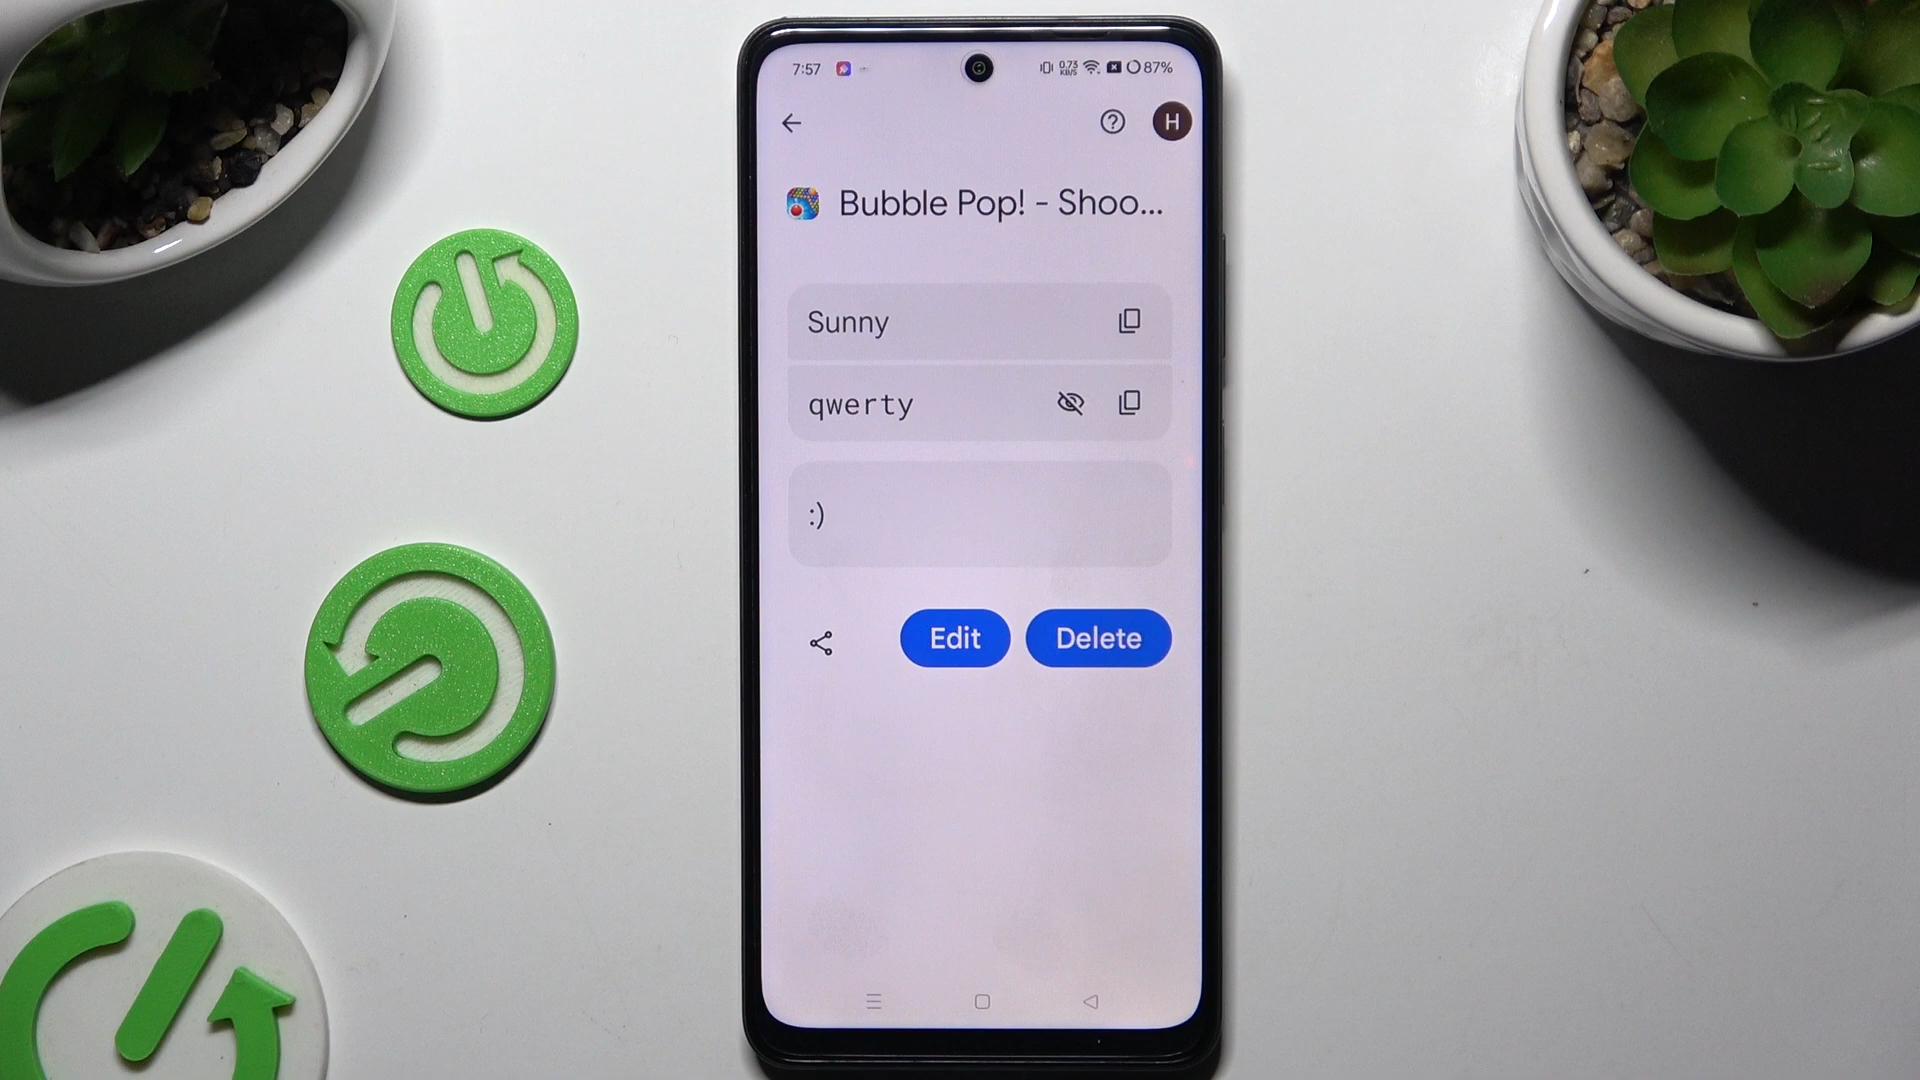 7:57
0.73
KB/S
87%
H
Bubble Pop! - Shoo...
Sunny
qwerty
:)
Edit
Delete